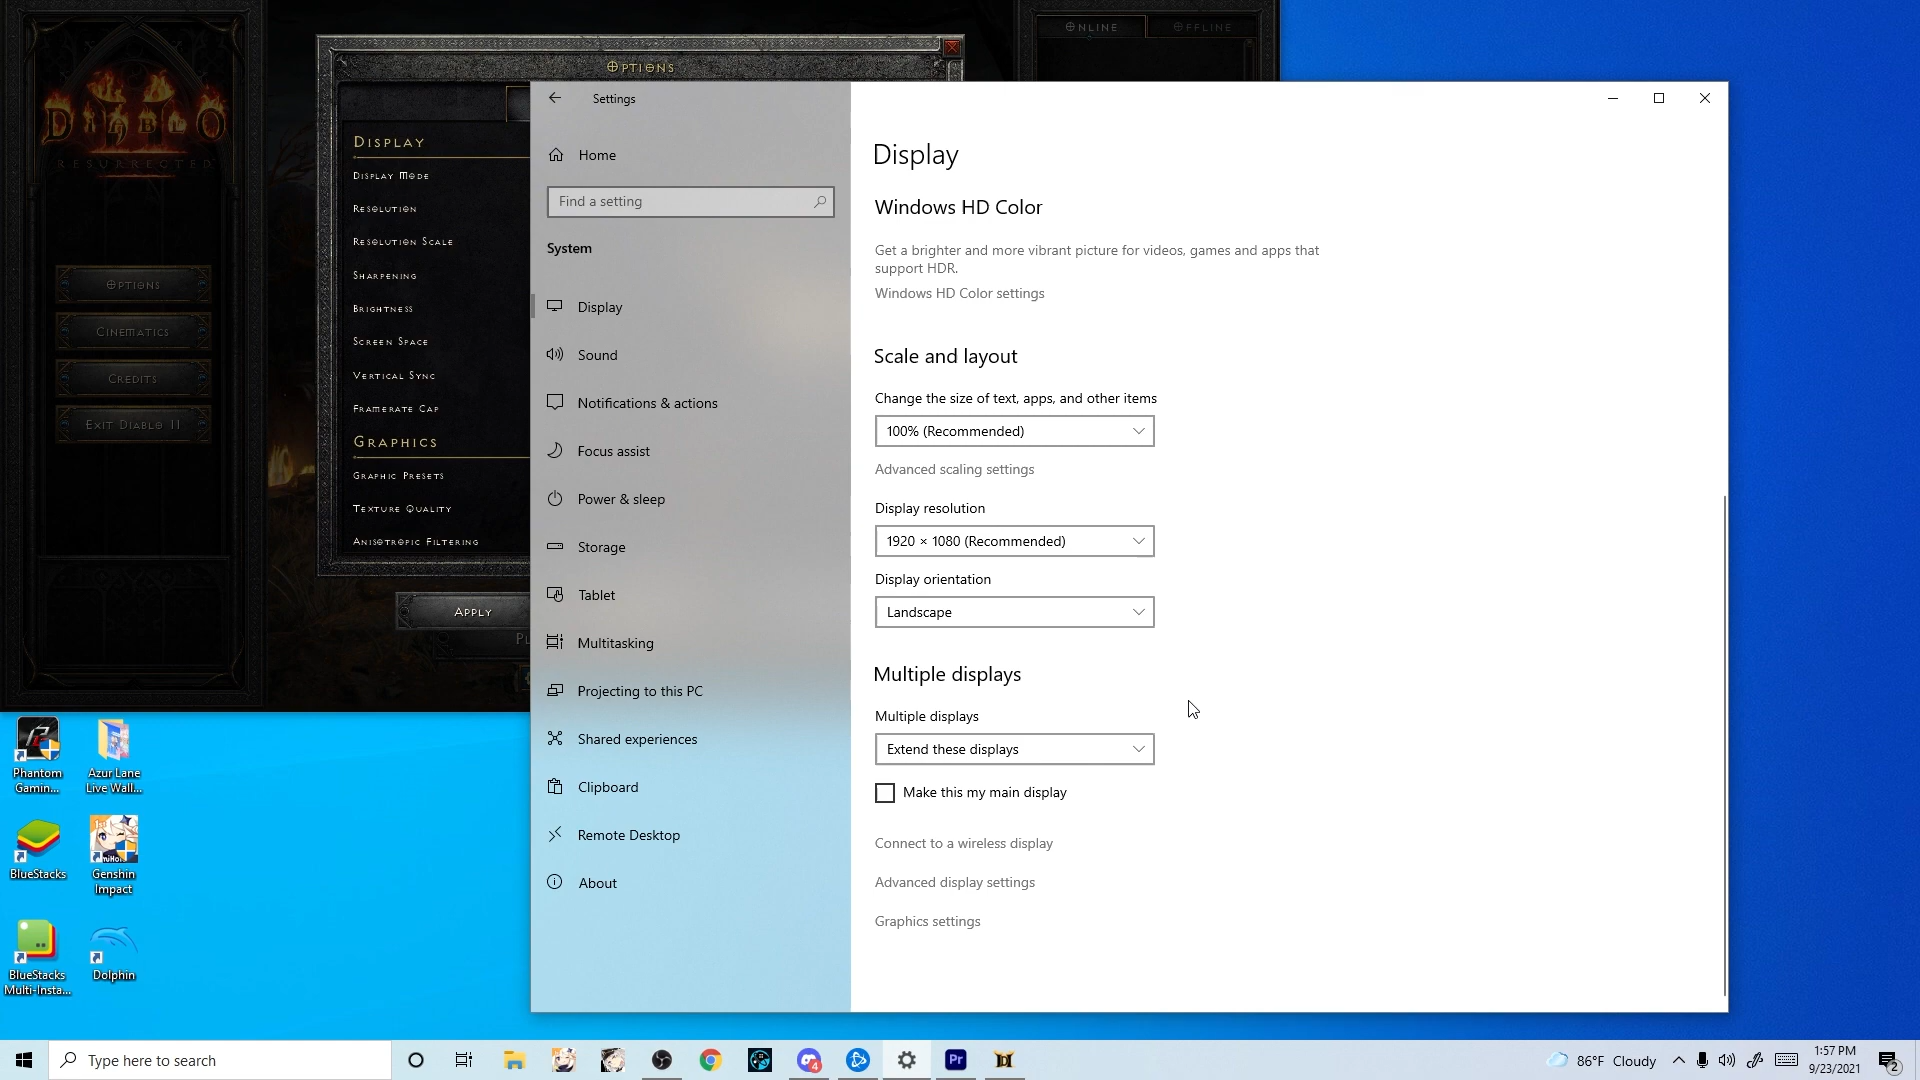 ONLINE
OFFLINE
OPTIONS
DIABLO
II
RESURRECTED
DISPLAY
DISPLAY MODE
RESOLUTION
RESOLUTION SCALE
SHARPENING
BRIGHTNESS
SCREEN SPACE
VERTICAL SYNC
FRAMERATE CAP
GRAPHICS
GRAPHIC PRESETS
TEXTURE QUALITY
ANISOTROPIC FILTERING
APPLY
OPTIONS
CINEMATICS
CREDITS
EXIT DIABLO II
Settings
Home
Find a setting
System
Display
Sound
Notifications & actions
Focus assist
Power & sleep
Storage
Tablet
Multitasking
Projecting to this PC
Shared experiences
Clipboard
Remote Desktop
About
Display
Windows HD Color
Get a brighter and more vibrant picture for videos, games and apps that
support HDR.
Windows HD Color settings
Scale and layout
Change the size of text, apps, and other items
100% (Recommended)
Advanced scaling settings
Display resolution
1920 × 1080 (Recommended)
Display orientation
Landscape
Multiple displays
Multiple displays
Extend these displays
Make this my main display
Connect to a wireless display
Advanced display settings
Graphics settings
Phantom
Gamin...
Azur Lane
Live Wall...
BlueStacks
Genshin
Impact
BlueStacks
Multi-Insta...
Dolphin
Type here to search
4
Pr
86°F Cloudy
1:57 PM
9/23/2021
2